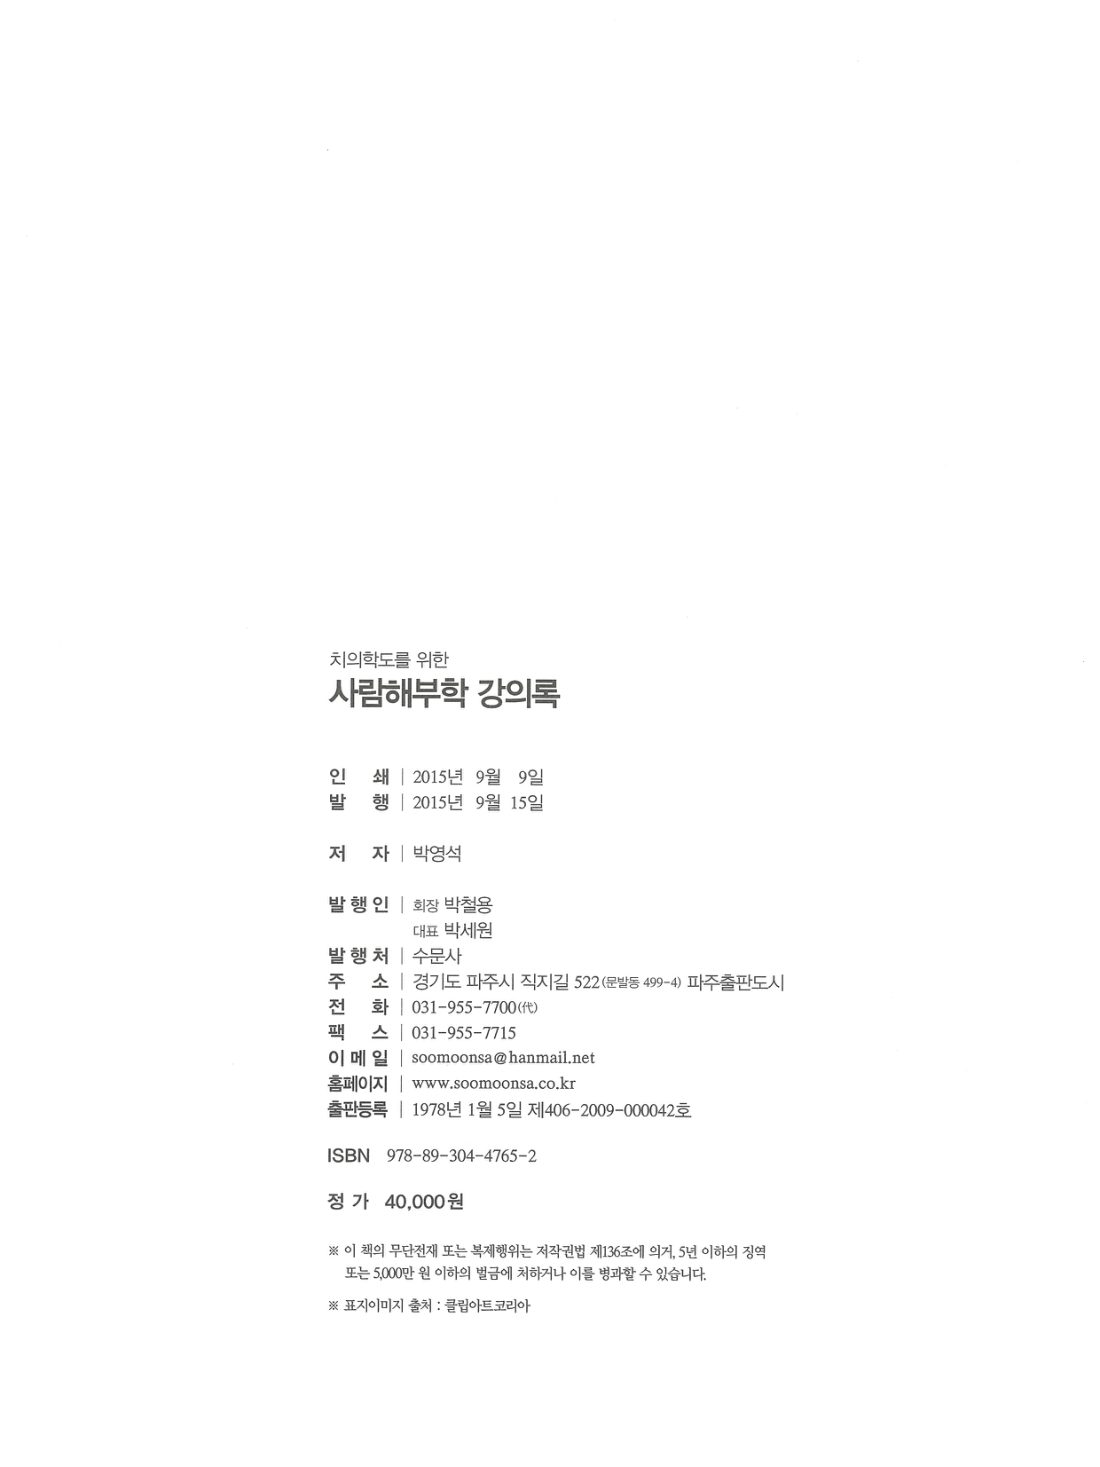 치의학도를 위한
사람해부학 강의록
인 쇄 | 2015년 9월 9일
발 행 | 2015년 9월 15일
저 자 | 박영석
발 행 인 | 회장 박철용
대표 박세원
발 행 처 | 수문사
주 소 | 경기도 파주시 직지길 522(문발동 499-4) 파주출판도시
전 화 | 031-955-7700(代)
팩 스 | 031-955-7715
이 메 일 | soomoonsa@hanmail.net
홈페이지 | www.soomoonsa.co.kr
출판등록 | 1978년 1월 5일 제406-2009-000042호
ISBN 978-89-304-4765-2
정 가 40,000원
※ 이 책의 무단전재 또는 복제행위는 저작권법 제136조에 의거, 5년 이하의 징역
또는 5,000만 원 이하의 벌금에 처하거나 이를 병과할 수 있습니다.
※ 표지이미지 출처 : 클립아트코리아